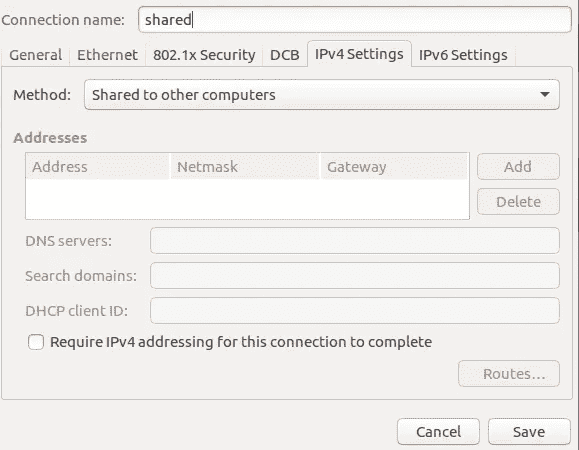 Connection name: shared
General Ethernet 802.1x Security DCB IPv4 Settings IPv6 Settings
Method: Shared to other computers
Addresses
Address Netmask Gateway Add
Delete
DNS servers:
Search domains:
DHCP client ID:
Require IPv4 addressing for this connection to complete
Routes...
Cancel Save